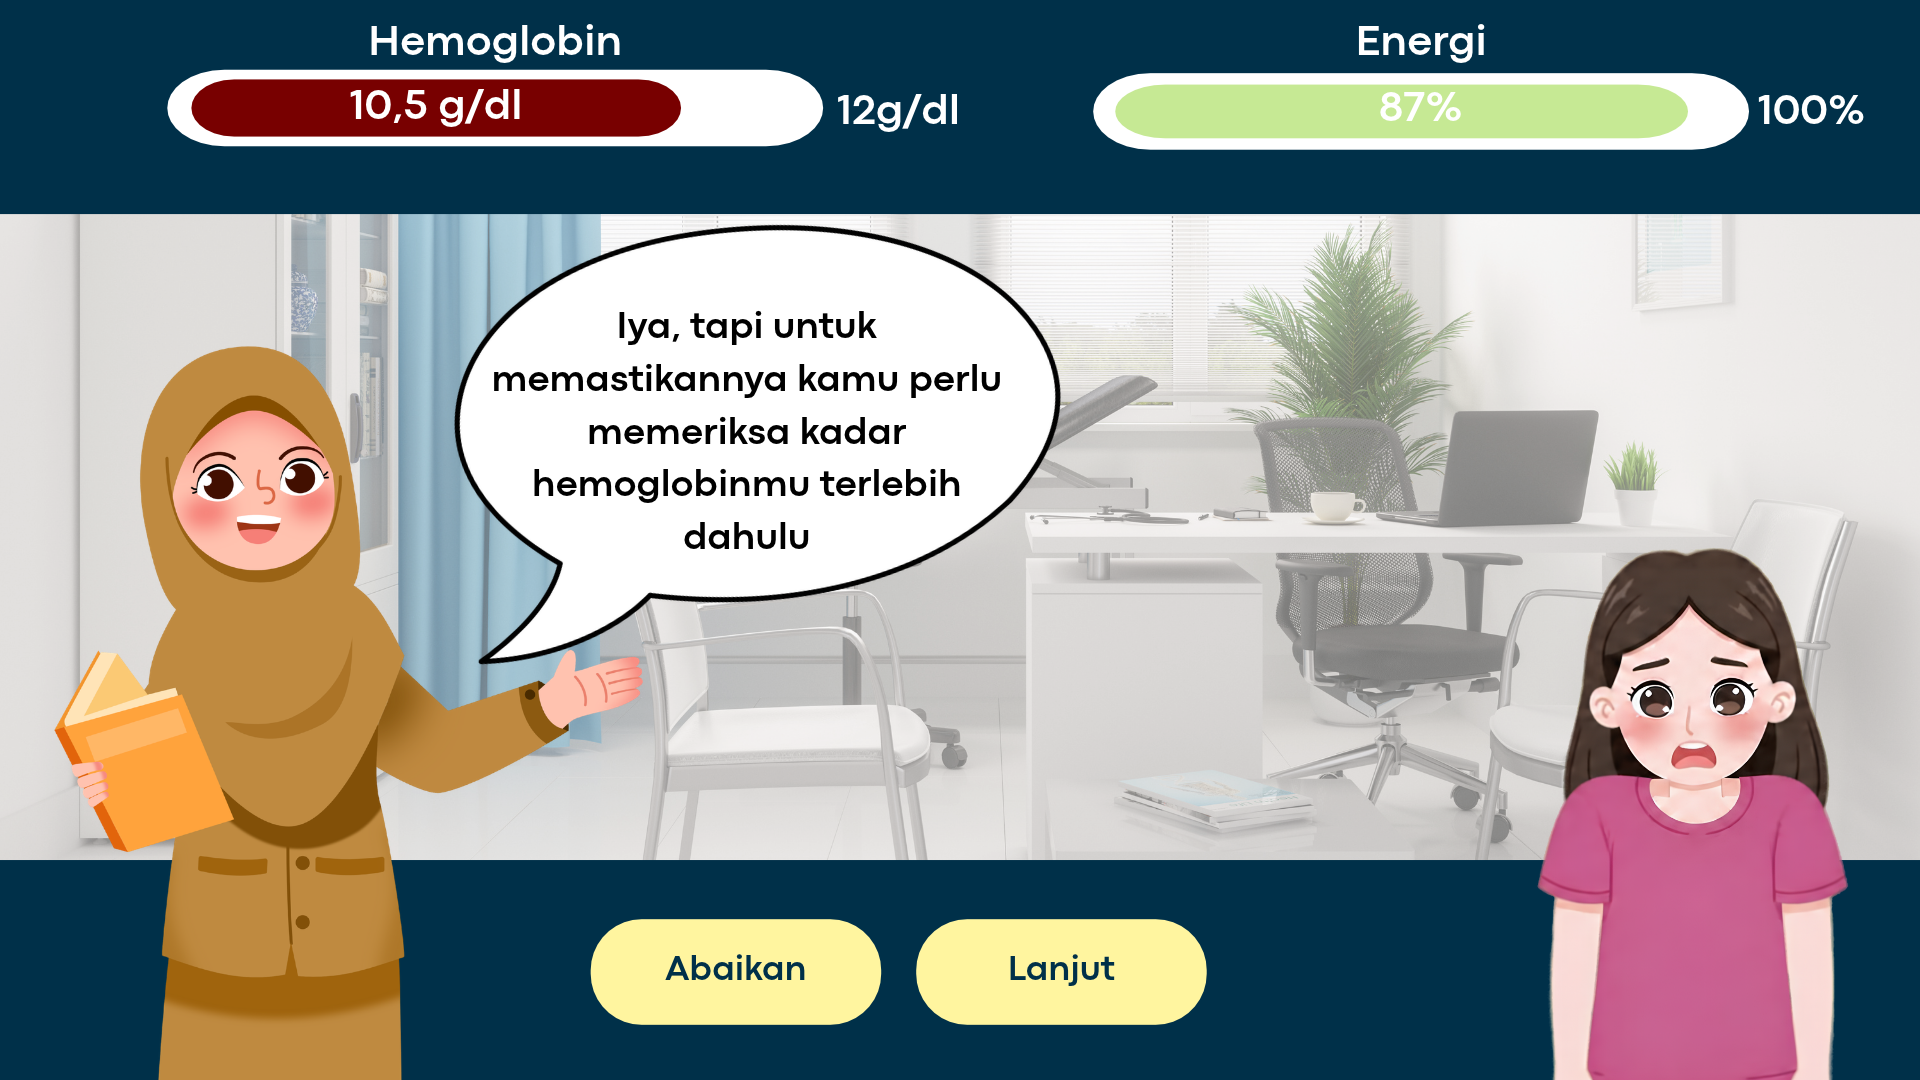 Hemoglobin
10,5 g/dl
12g/dl
Energi
87%
100%
Iya, tapi untuk
memastikannya kamu perlu
memeriksa kadar
hemoglobinmu terlebih
dahulu
Abaikan
Lanjut